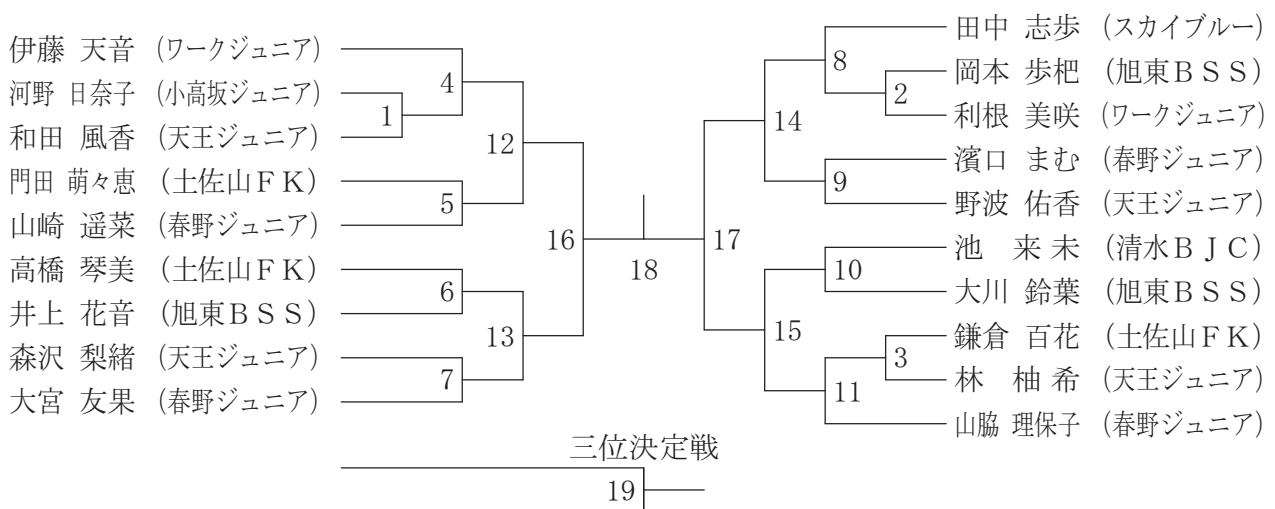 伊藤 天音 (ワークジュニア)
河野 日奈子 (小高坂ジュニア)
和田 風香 (天王ジュニア)
門田 萌々恵 (土佐山ＦＫ)
山崎 遥菜 (春野ジュニア)
高橋 琴美 (土佐山ＦＫ)
井上 花音 (旭東ＢＳＳ)
森沢 梨緒 (天王ジュニア)
大宮 友果 (春野ジュニア)
1
4
5
6
7
12
13
16
18
17
14
15
8
2
9
10
3
11
田中 志歩 (スカイブルー)
岡本 歩杷 (旭東ＢＳＳ)
利根 美咲 (ワークジュニア)
濱口 まむ (春野ジュニア)
野波 佑香 (天王ジュニア)
池 来未 (清水ＢＪＣ)
大川 鈴葉 (旭東ＢＳＳ)
鎌倉 百花 (土佐山ＦＫ)
林 柚希 (天王ジュニア)
山脇 理保子 (春野ジュニア)
三位決定戦
19